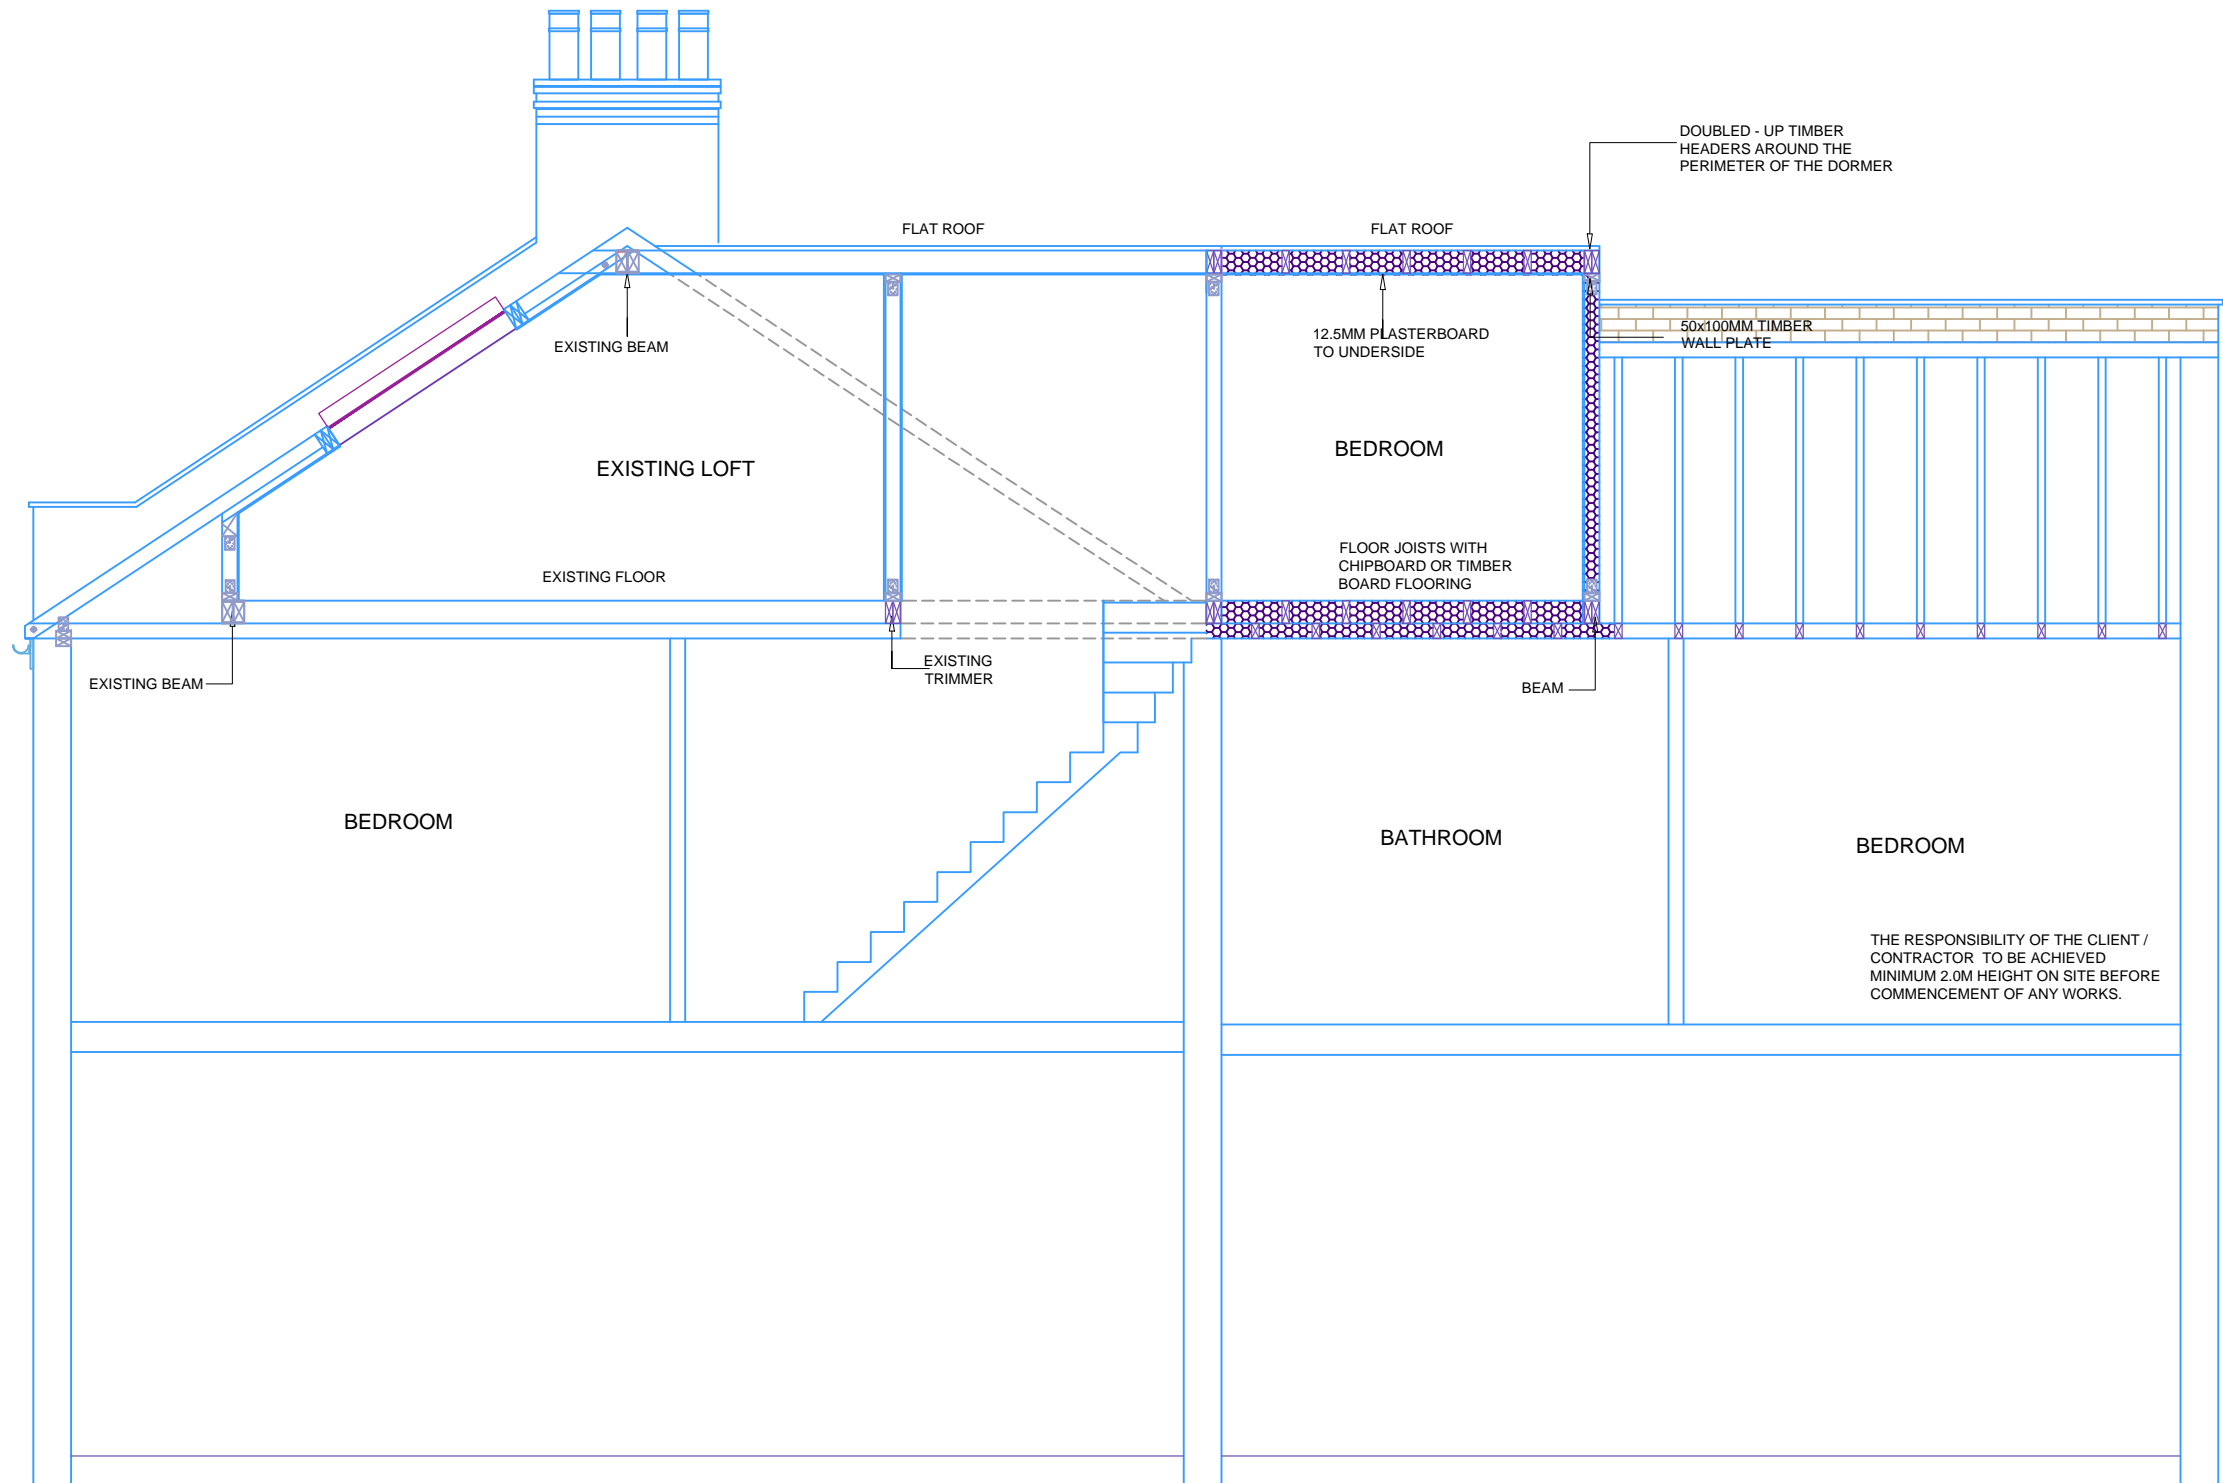 DOUBLED - UP TIMBER
HEADERS AROUND THE
PERIMETER OF THE DORMER
FLAT ROOF
FLAT ROOF
50x100MM TIMBER
WALL PLATE
12.5MM PLASTERBOARD
TO UNDERSIDE
EXISTING BEAM
BEDROOM
EXISTING LOFT
FLOOR JOISTS WITH
CHIPBOARD OR TIMBER
BOARD FLOORING
EXISTING FLOOR
EXISTING
TRIMMER
EXISTING BEAM
BEAM
BEDROOM
BATHROOM
BEDROOM
THE RESPONSIBILITY OF THE CLIENT /
CONTRACTOR  TO BE ACHIEVED
MINIMUM 2.0M HEIGHT ON SITE BEFORE
COMMENCEMENT OF ANY WORKS.